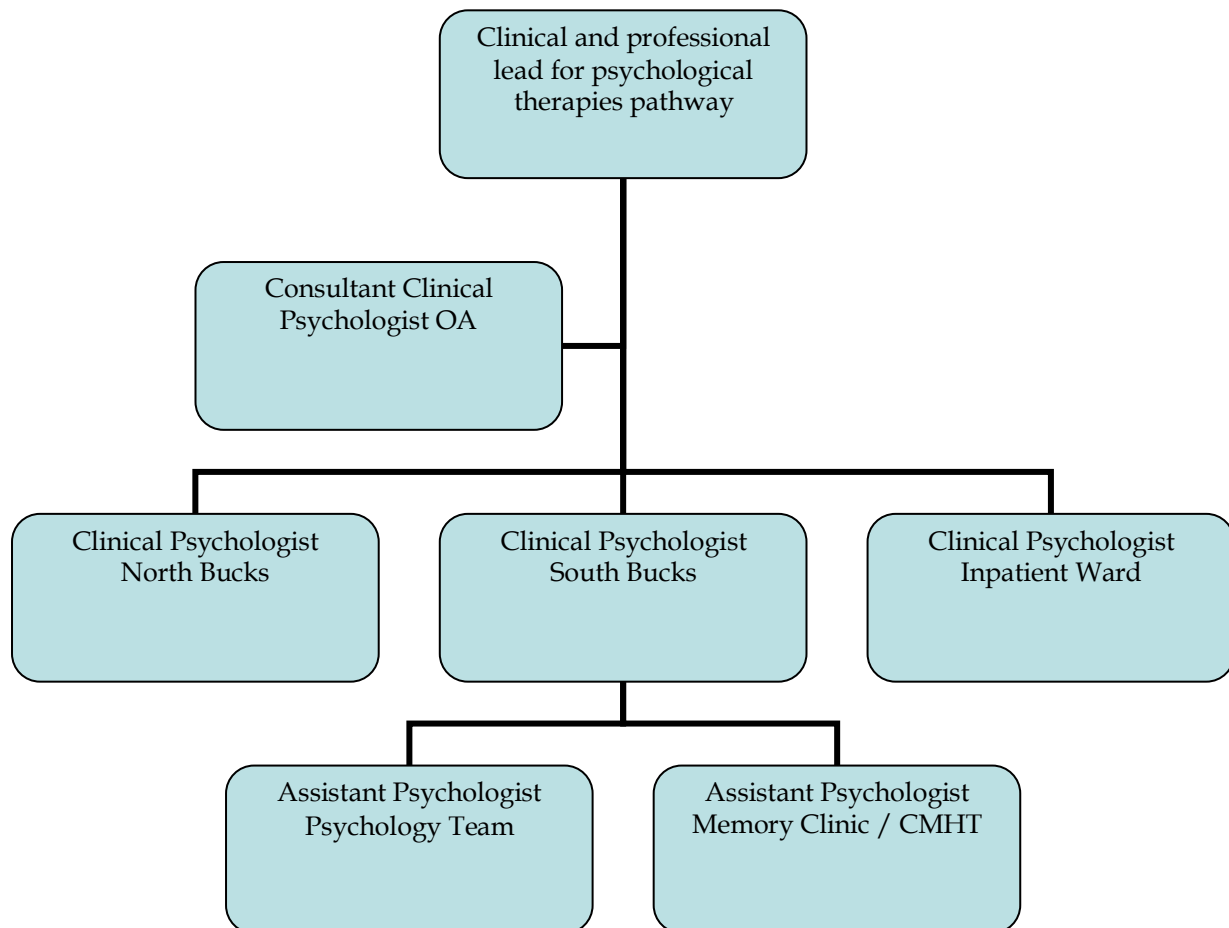 Clinical and professional
lead for psychological
therapies pathway
Consultant Clinical
Psychologist OA
Clinical Psychologist
North Bucks
Clinical Psychologist
South Bucks
Clinical Psychologist
Inpatient Ward
Assistant Psychologist
Psychology Team
Assistant Psychologist
Memory Clinic / CMHT